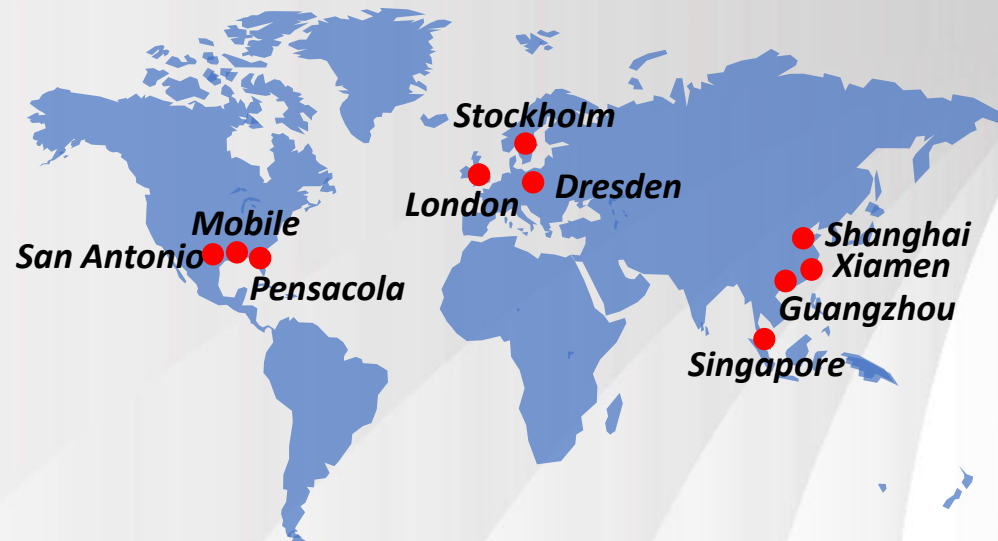 Stockholm
London
Dresden
Mobile
San Antonio
Pensacola
Shanghai
Xiamen
Guangzhou
Singapore